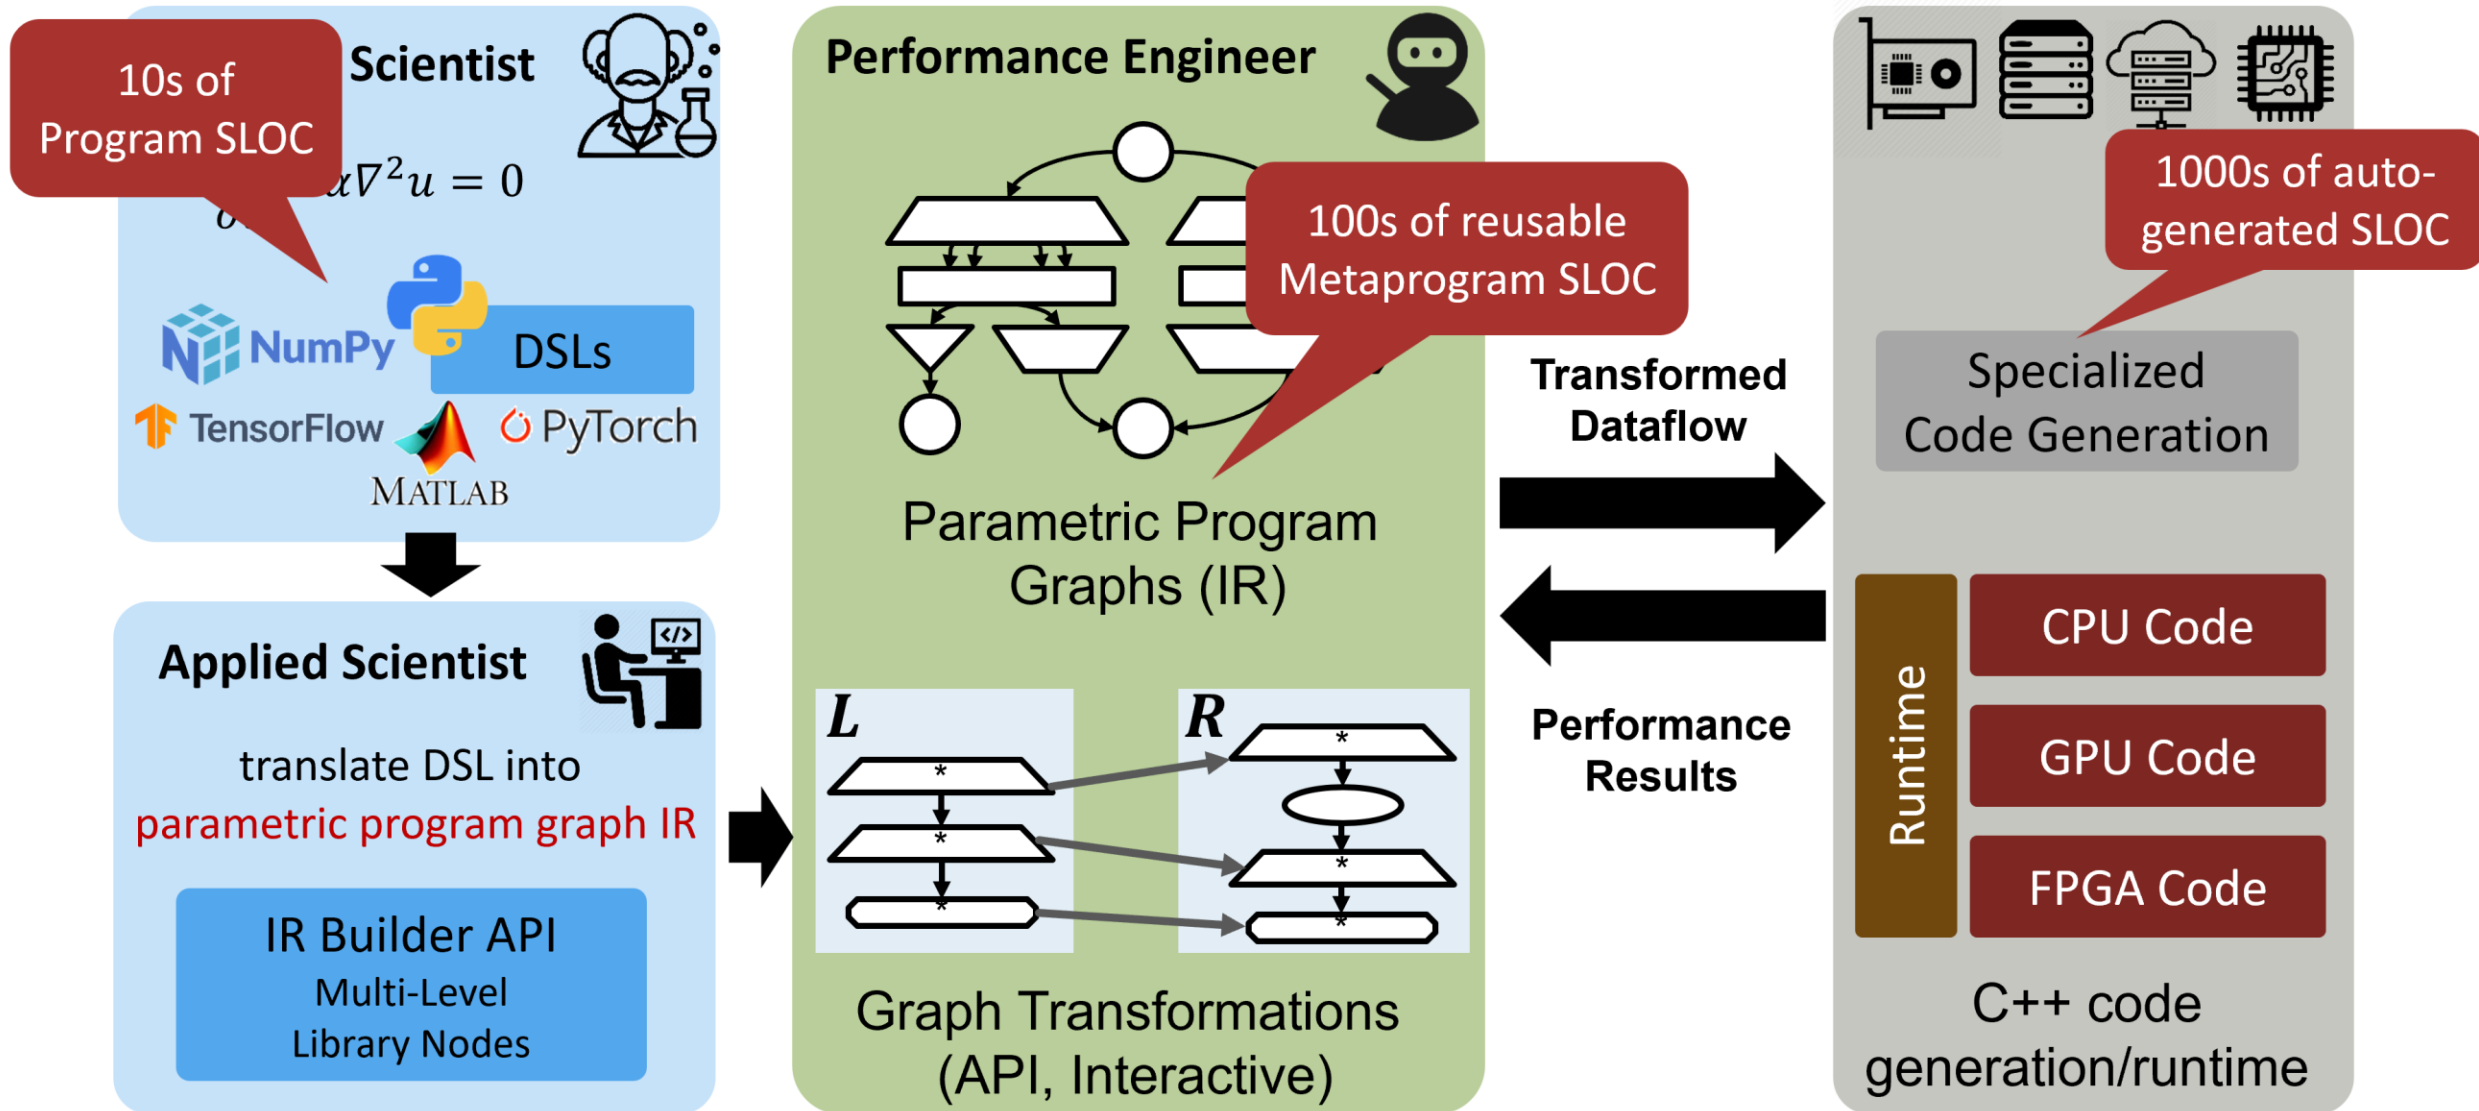 10s of
Program SLOC
Scientist
α∇²u = 0
NumPy
DSLs
TensorFlow
PyTorch
MATLAB
Applied Scientist
</>
translate DSL into
parametric program graph IR
IR Builder API
Multi-Level
Library Nodes
Performance Engineer
100s of reusable
Metaprogram SLOC
Parametric Program
Graphs (IR)
L
*
*
*
R
*
*
*
Graph Transformations
(API, Interactive)
Transformed
Dataflow
Performance
Results
1000s of auto-
generated SLOC
Specialized
Code Generation
Runtime
CPU Code
GPU Code
FPGA Code
C++ code
generation/runtime